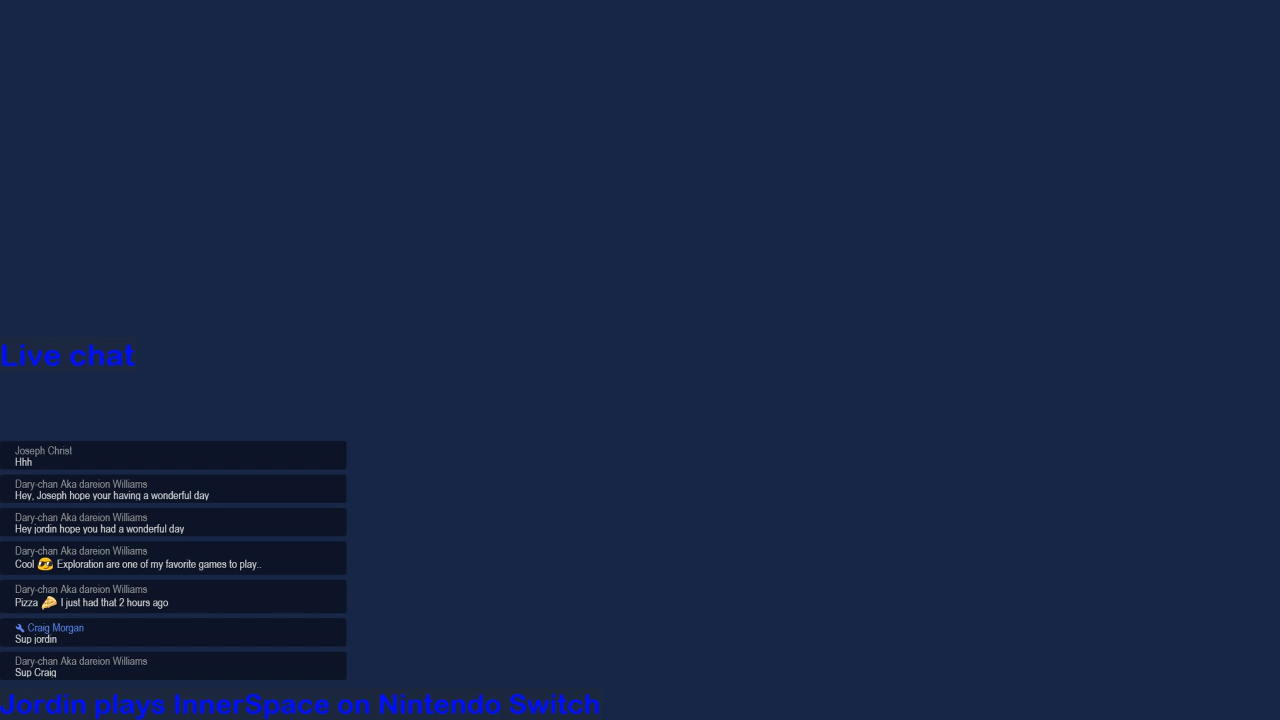 Live chat
Joseph Christ
Hhh
Dary-chan Aka dareion Williams
Hey, Joseph hope your having a wonderful day
Dary-chan Aka dareion Williams
Hey jordin hope you had a wonderful day
Dary-chan Aka dareion Williams
Cool 😎 Exploration are one of my favorite games to play..
Dary-chan Aka dareion Williams
Pizza 🍕 I just had that 2 hours ago
Craig Morgan
Sup jordin
Dary-chan Aka dareion Williams
Sup Craig
Jordin plays InnerSpace on Nintendo Switch